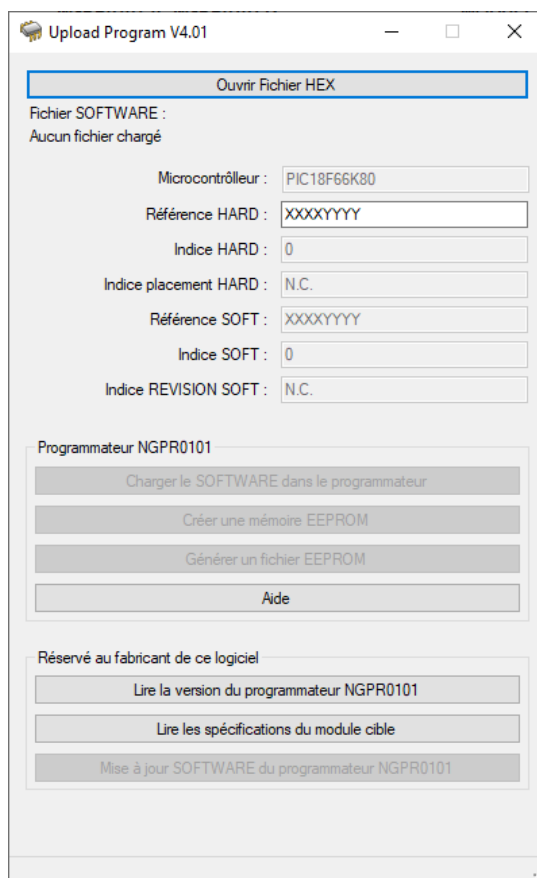 Upload Program V4.01
Ouvrir Fichier HEX
Fichier SOFTWARE :
Aucun fichier chargé
Microcontrôleur : PIC18F66K80
Référence HARD : XXXXYYYY
Indice HARD : 0
Indice placement HARD : N.C.
Référence SOFT : XXXXYYYY
Indice SOFT : 0
Indice REVISION SOFT : N.C.
Programmateur NGPR0101
Charger le SOFTWARE dans le programmateur
Créer une mémoire EEPROM
Générer un fichier EEPROM
Aide
Réservé au fabricant de ce logiciel
Lire la version du programmateur NGPR0101
Lire les spécifications du module cible
Mise à jour SOFTWARE du programmateur NGPR0101